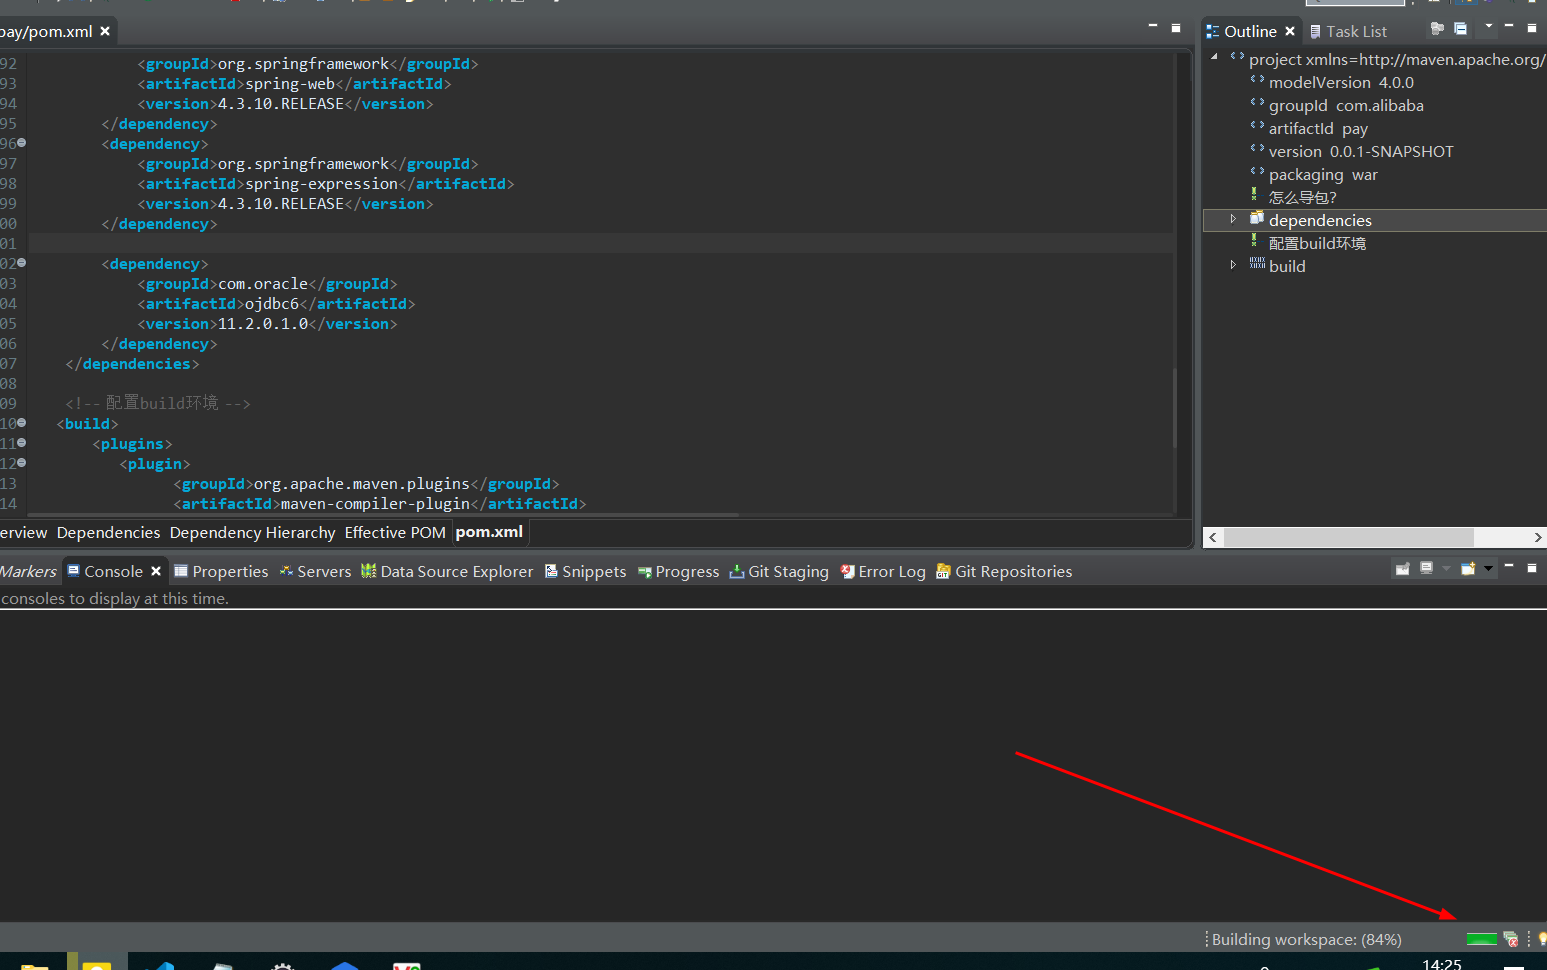 pay/pom.xml
Outline
Task List
92 <groupId>org.springframework</groupId>
93 <artifactId>spring-web</artifactId>
94 <version>4.3.10.RELEASE</version>
95 </dependency>
96 <dependency>
97 <groupId>org.springframework</groupId>
98 <artifactId>spring-expression</artifactId>
99 <version>4.3.10.RELEASE</version>
00 </dependency>
01
02 <dependency>
03 <groupId>com.oracle</groupId>
04 <artifactId>ojdbc6</artifactId>
05 <version>11.2.0.1.0</version>
06 </dependency>
07 </dependencies>
08
09 <!-- 配置build环境 -->
10 <build>
11 <plugins>
12 <plugin>
13 <groupId>org.apache.maven.plugins</groupId>
14 <artifactId>maven-compiler-plugin</artifactId>
project xmlns=http://maven.apache.org/
modelVersion 4.0.0
groupId com.alibaba
artifactId pay
version 0.0.1-SNAPSHOT
packaging war
怎么导包?
dependencies
配置build环境
build
erview Dependencies Dependency Hierarchy Effective POM pom.xml
Markers Console Properties Servers Data Source Explorer Snippets Progress Git Staging Error Log Git Repositories
consoles to display at this time.
Building workspace: (84%)
14:25